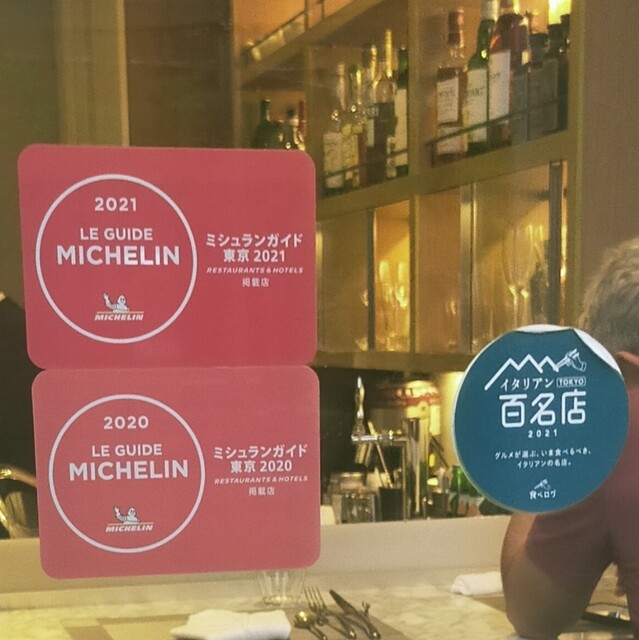 2021
LE GUIDE
MICHELIN
MICHELIN
ミシュランガイド
東京 2021
RESTAURANTS & HOTELS
掲載店
2020
LE GUIDE
MICHELIN
MICHELIN
ミシュランガイド
東京 2020
RESTAURANTS & HOTELS
掲載店
イタリアン TOKYO
百名店
2021
グルメが選ぶ、いま食べるべき、
イタリアンの名店。
食べログ